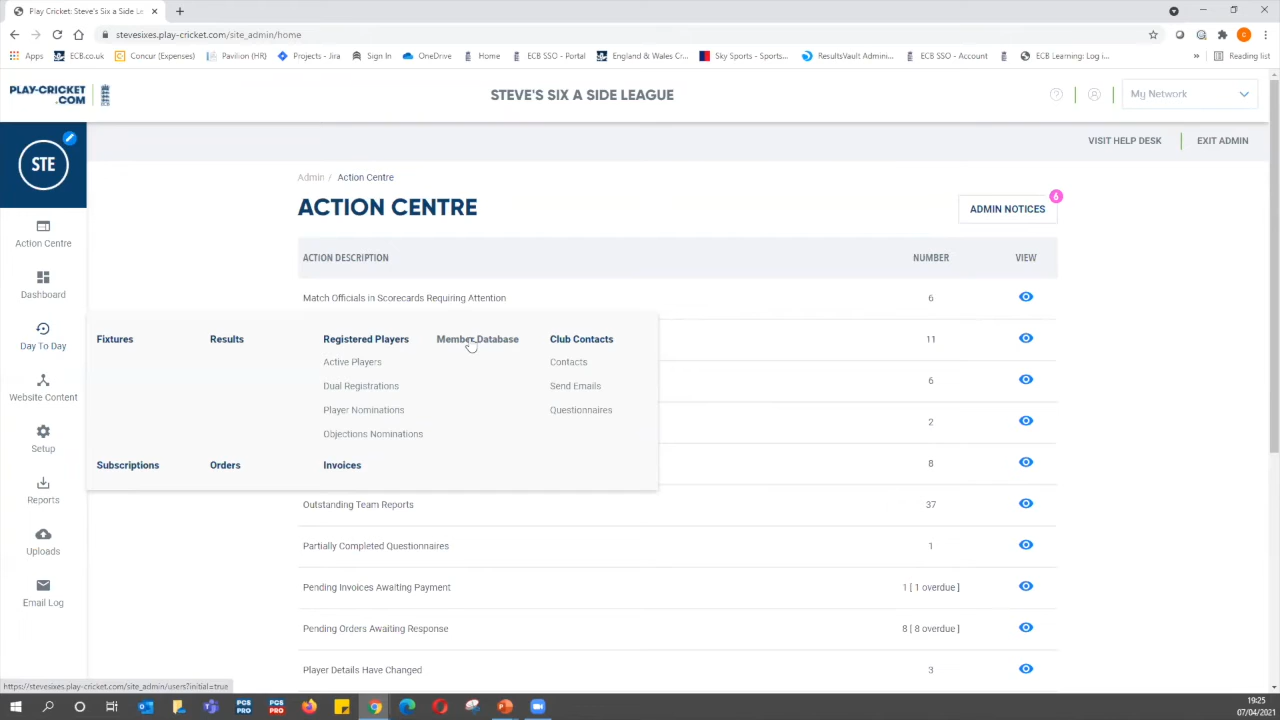 Play Cricket: Steve's Six a Side Le
stevesixes.play-cricket.com/site_admin/home
Apps ECB.co.uk Concur (Expenses) Pavilion (HR) Projects - Jira Sign In OneDrive Home ECB SSO - Portal England & Wales Cr... Sky Sports - Sports... ResultsVault Admini... ECB SSO - Account ECB Learning: Log i... » Reading list
PLAY-CRICKET
.COM
STEVE'S SIX A SIDE LEAGUE
My Network
VISIT HELP DESK
EXIT ADMIN
STE
Action Centre
Dashboard
Day To Day
Website Content
Setup
Reports
Uploads
Email Log
Admin / Action Centre
ACTION CENTRE
ADMIN NOTICES
6
ACTION DESCRIPTION NUMBER VIEW
Match Officials in Scorecards Requiring Attention 6
11
6
2
8
Fixtures
Results
Registered Players
Active Players
Dual Registrations
Player Nominations
Objections Nominations
Member Database
Club Contacts
Contacts
Send Emails
Questionnaires
Subscriptions
Orders
Invoices
Outstanding Team Reports 37
Partially Completed Questionnaires 1
Pending Invoices Awaiting Payment 1 [ 1 overdue ]
Pending Orders Awaiting Response 8 [ 8 overdue ]
Player Details Have Changed 3
https://stevesixes.play-cricket.com/site_admin/users?initial=true
PCS
PRO
PCS
PRO
19:25
07/04/2021